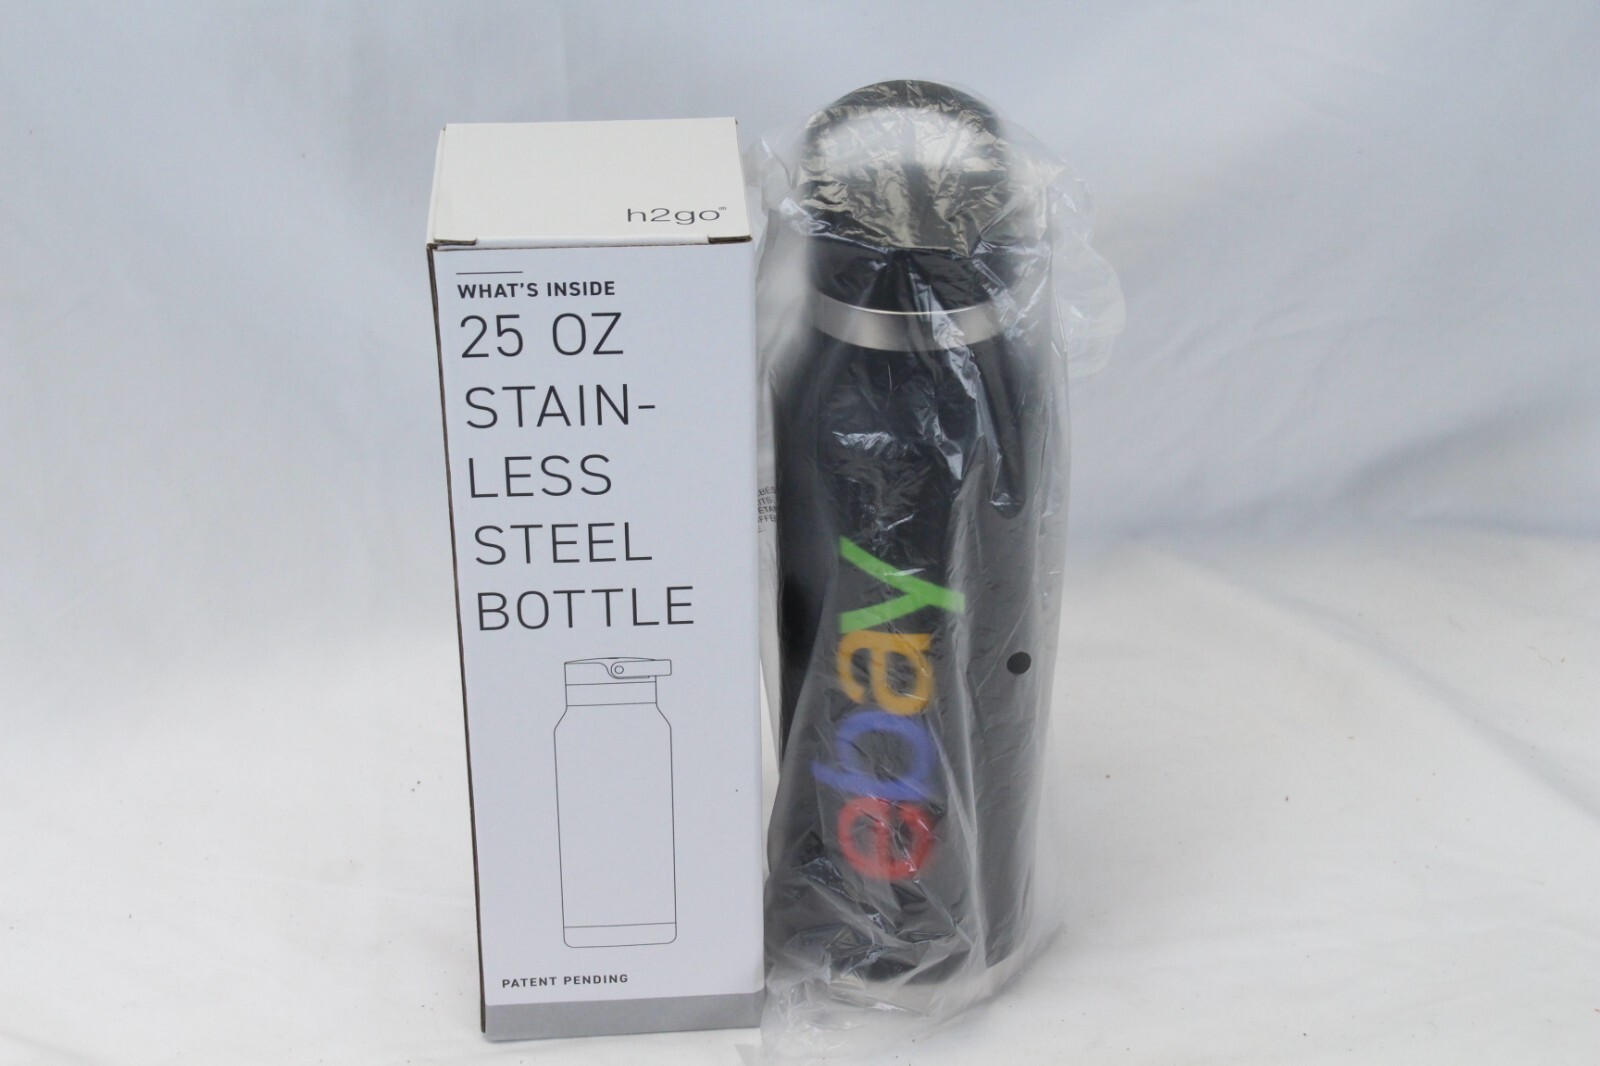 h2go
WHAT'S INSIDE
25 OZ
STAIN-
LESS
STEEL
BOTTLE
PATENT PENDING
ebay